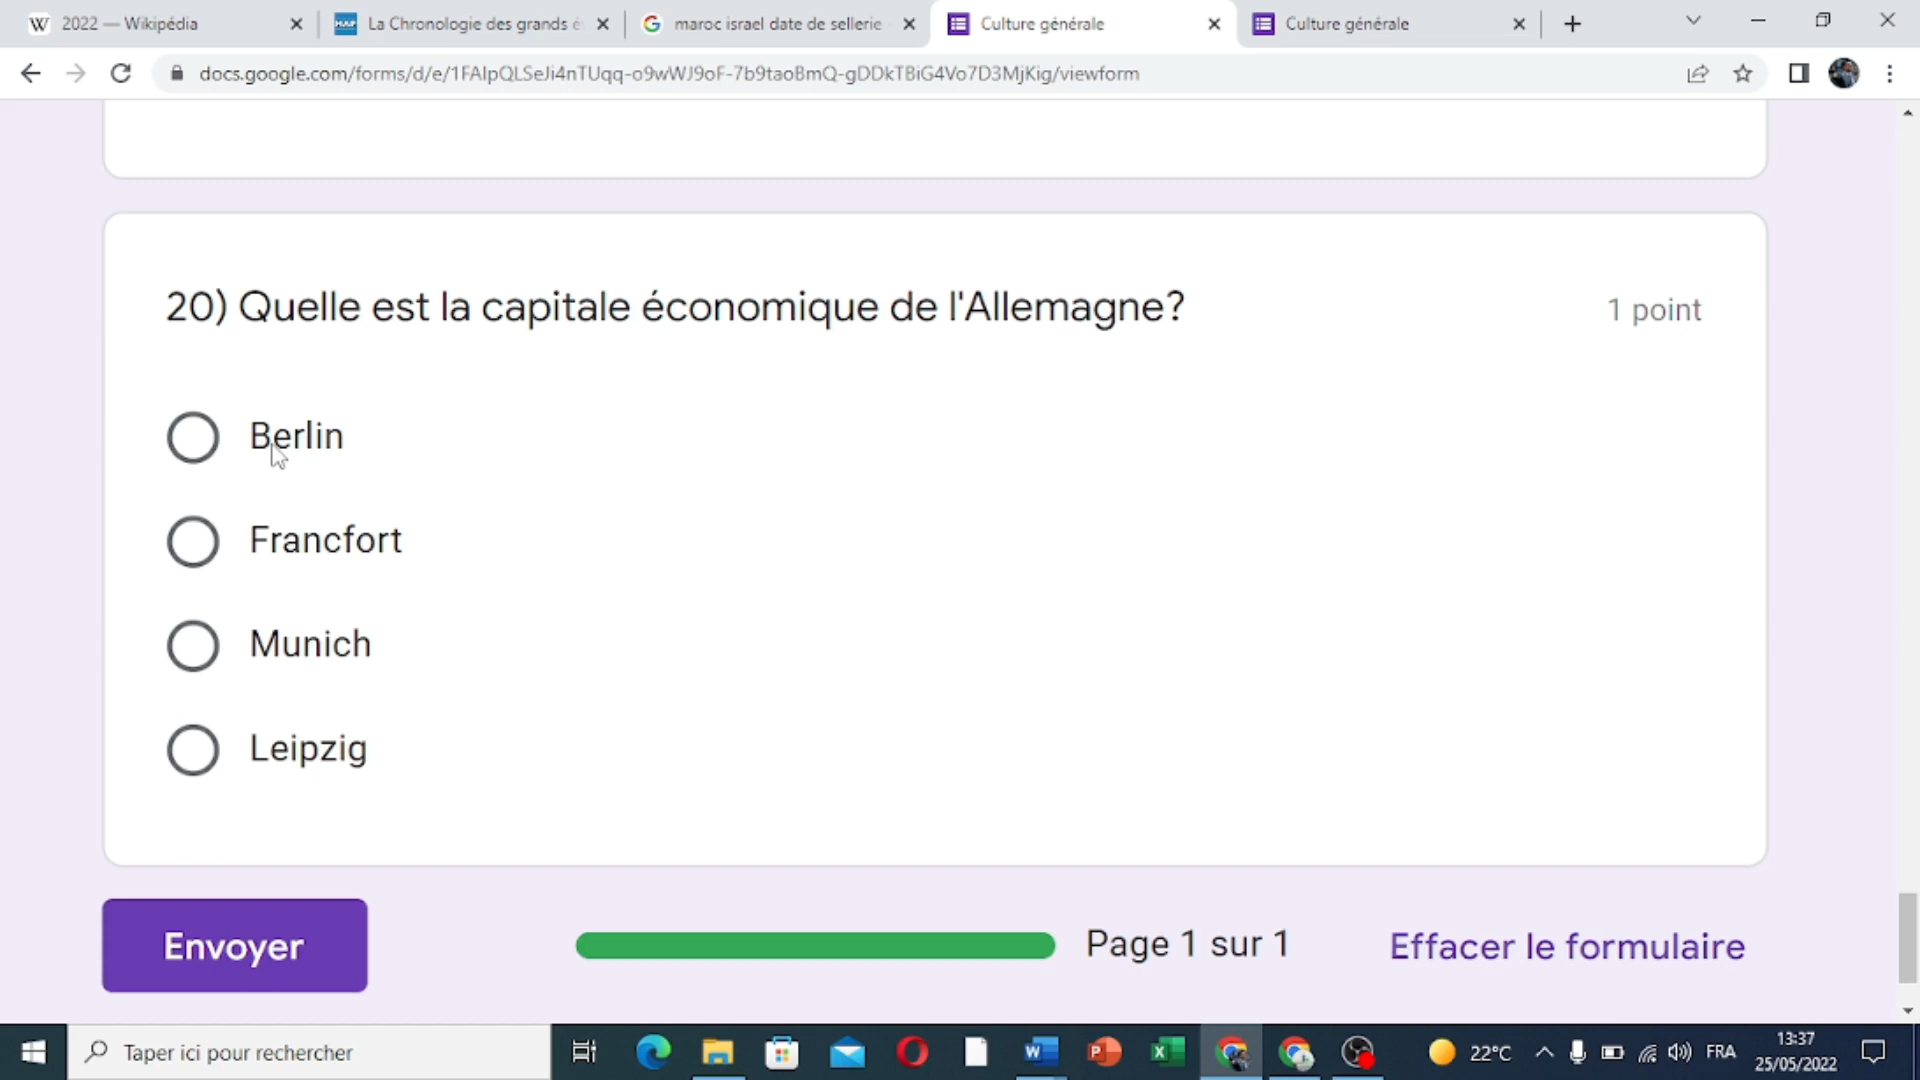 2022 — Wikipédia
La Chronologie des grands é
maroc israel date de sellerie
Culture générale
Culture générale
docs.google.com/forms/d/e/1FAIpQLSeJi4nTUqq-o9wWJ9oF-7b9taoBmQ-gDDkTBiG4Vo7D3MjKig/viewform
20) Quelle est la capitale économique de l'Allemagne?
1 point
Berlin
Francfort
Munich
Leipzig
Envoyer
Page 1 sur 1
Effacer le formulaire
Taper ici pour rechercher
22°C
FRA
13:37
25/05/2022